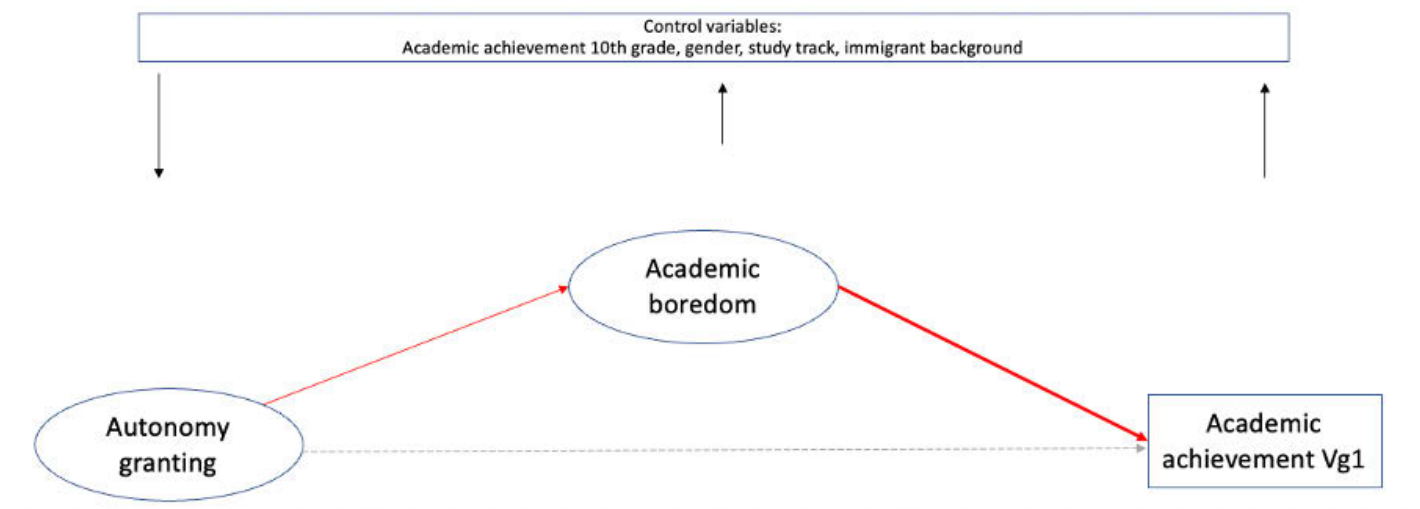 Control variables:
Academic achievement 10th grade, gender, study track, immigrant background
Academic
boredom
Autonomy
granting
Academic
achievement Vg1